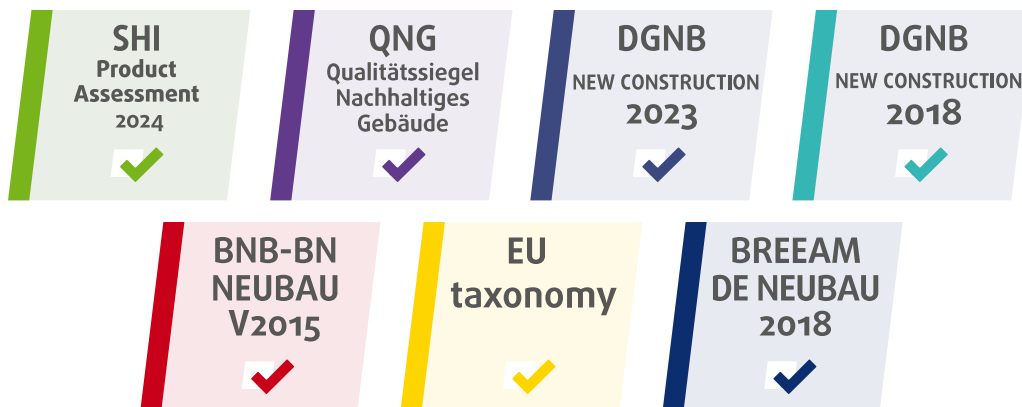 SHI
Product
Assessment
2024
QNG
Qualitätssiegel
Nachhaltiges
Gebäude
DGNB
NEW CONSTRUCTION
2023
DGNB
NEW CONSTRUCTION
2018
BNB-BN
NEUBAU
V2015
EU
taxonomy
BREEAM
DE NEUBAU
2018